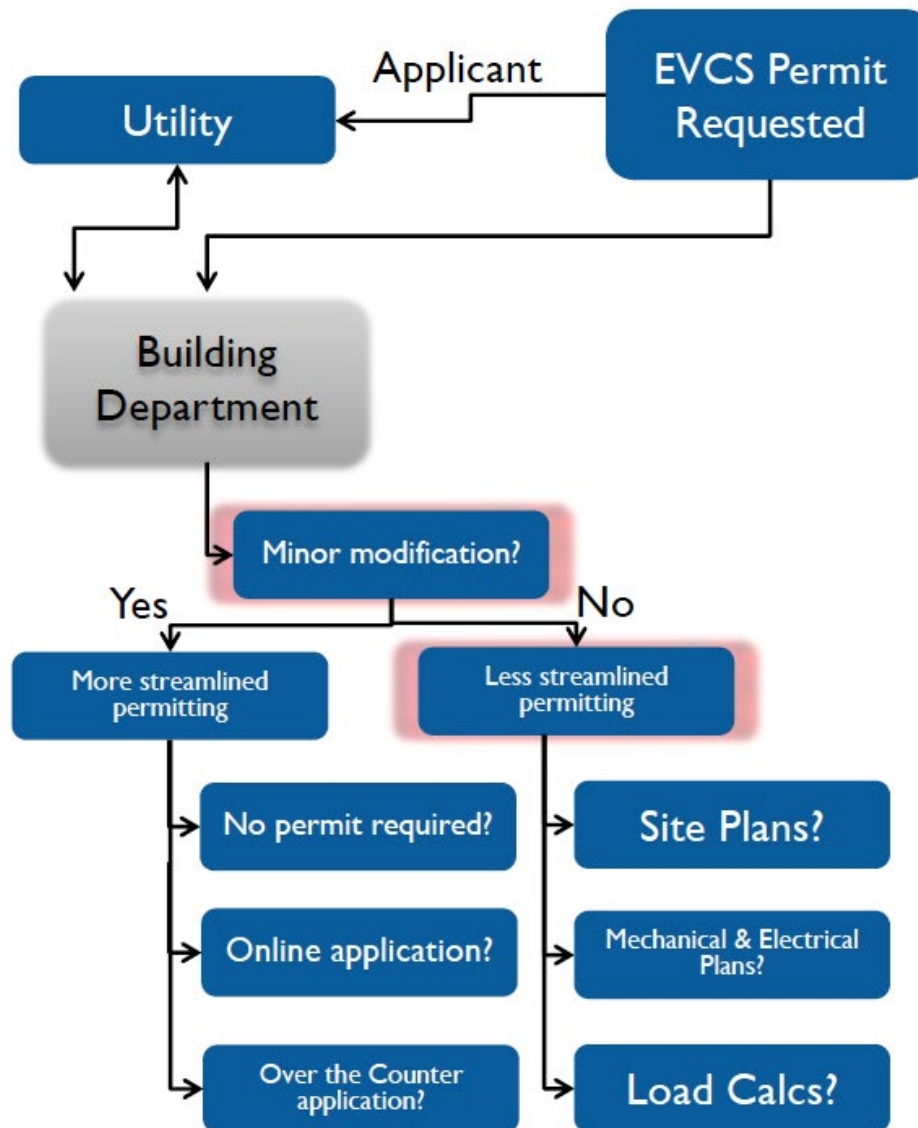 Applicant
EVCS Permit
Requested
Utility
Building
Department
Minor modification?
Yes
No
More streamlined
permitting
Less streamlined
permitting
No permit required?
Site Plans?
Online application?
Mechanical & Electrical
Plans?
Over the Counter
application?
Load Calcs?